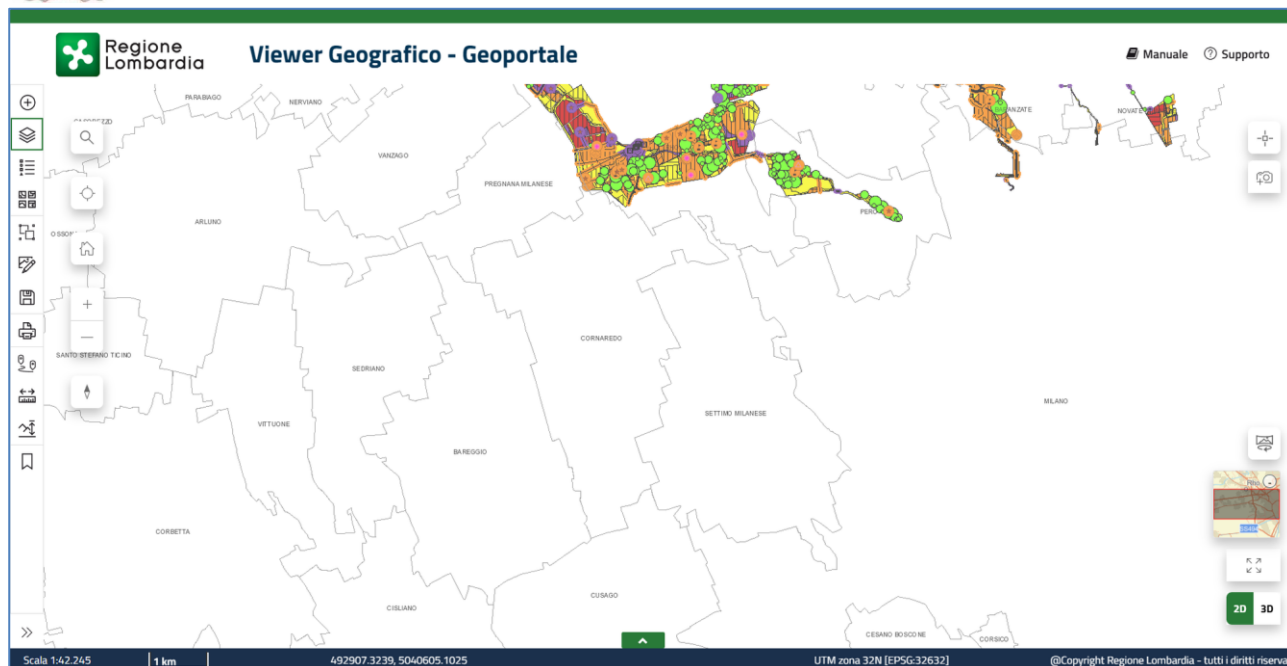 Regione
Lombardia
Viewer Geografico - Geoportale
Manuale
Supporto
PARABIAGO
NERVIANO
VANZAGO
PREGNANA MILANESE
ARLUNO
PERO
NOVATE
SANTO STEFANO TICINO
SEDRIANO
CORNAREDO
SETTIMO MILANESE
MILANO
VITTUONE
BAREGGIO
CORBETTA
CISLIANO
CUSAGO
CESANO BOSCONE
CORSICO
2D
3D
Scala 1:42.245
1 km
492907.3239, 5040605.1025
UTM zona 32N [EPSG:32632]
@Copyright Regione Lombardia - tutti i diritti riserva